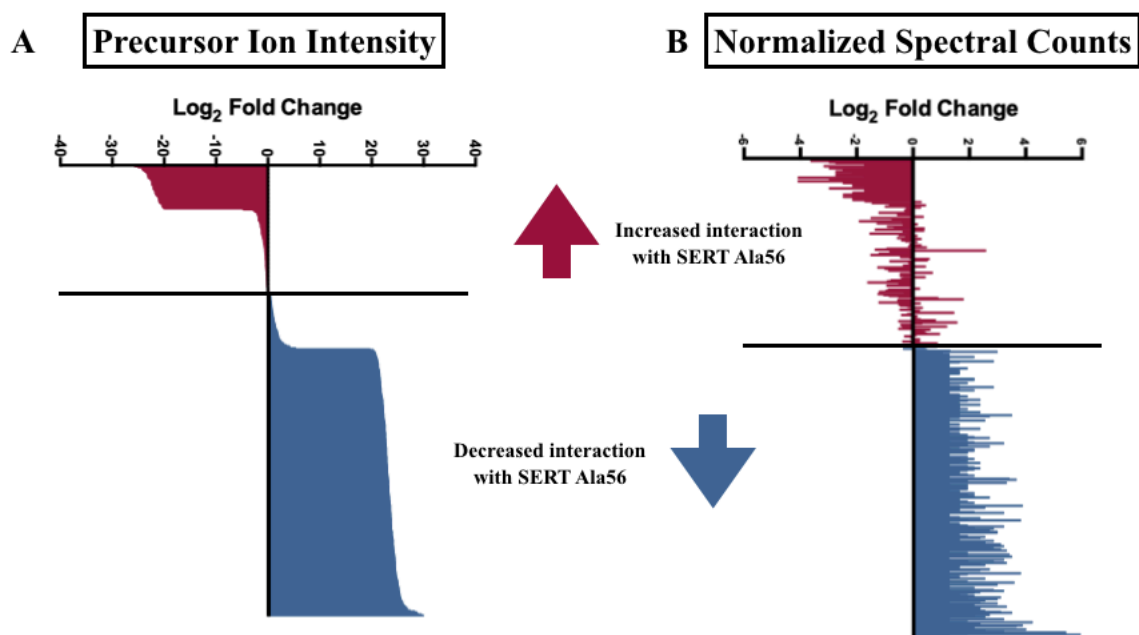 A
Precursor Ion Intensity
B
Normalized Spectral Counts
Log₂ Fold Change
-40 -30 -20 -10 0 10 20 30 40
Log₂ Fold Change
-6 -4 -2 0 2 4 6
Increased interaction
with SERT Ala56
Decreased interaction
with SERT Ala56